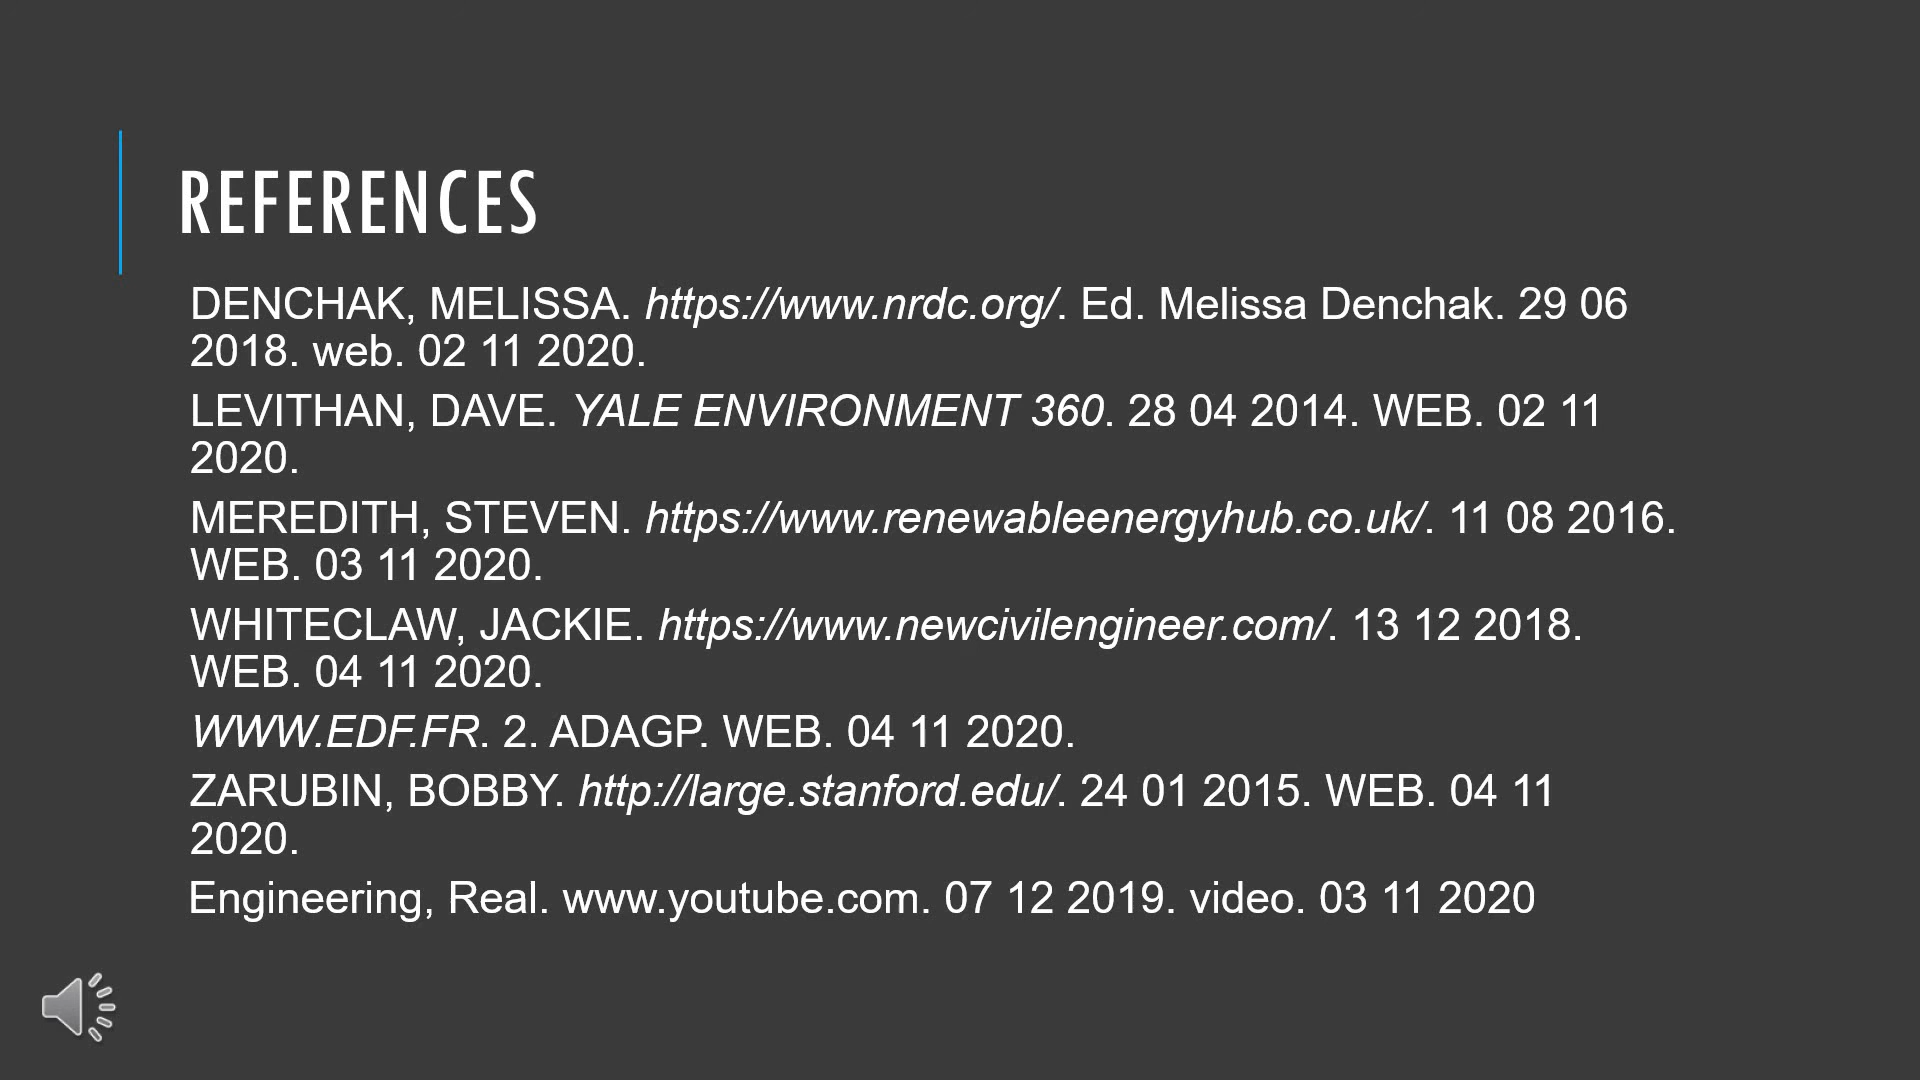 REFERENCES
DENCHAK, MELISSA. https://www.nrdc.org/. Ed. Melissa Denchak. 29 06
2018. web. 02 11 2020.
LEVITHAN, DAVE. YALE ENVIRONMENT 360. 28 04 2014. WEB. 02 11
2020.
MEREDITH, STEVEN. https://www.renewableenergyhub.co.uk/. 11 08 2016.
WEB. 03 11 2020.
WHITECLAW, JACKIE. https://www.newcivilengineer.com/. 13 12 2018.
WEB. 04 11 2020.
WWW.EDF.FR. 2. ADAGP. WEB. 04 11 2020.
ZARUBIN, BOBBY. http://large.stanford.edu/. 24 01 2015. WEB. 04 11
2020.
Engineering, Real. www.youtube.com. 07 12 2019. video. 03 11 2020